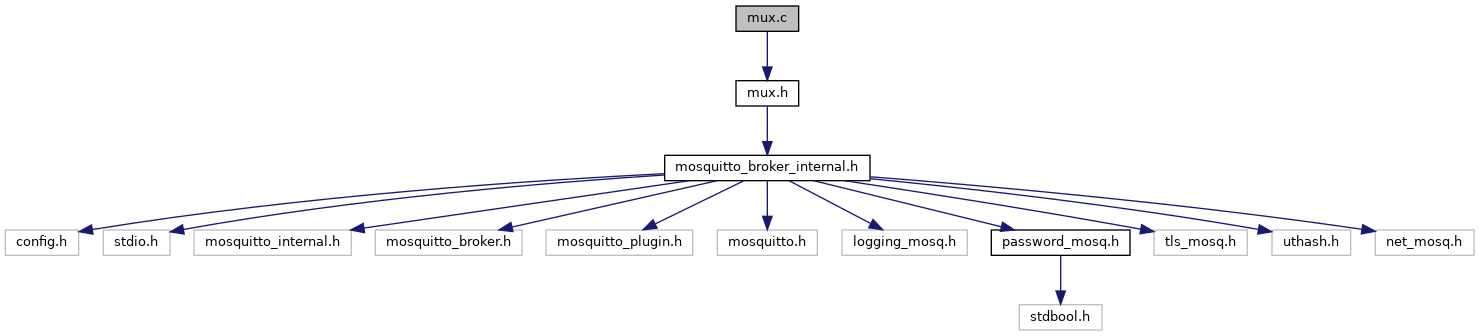 mux.c
mux.h
mosquitto_broker_internal.h
config.h
stdio.h
mosquitto_internal.h
mosquitto_broker.h
mosquitto_plugin.h
mosquitto.h
logging_mosq.h
password_mosq.h
tls_mosq.h
uthash.h
net_mosq.h
stdbool.h